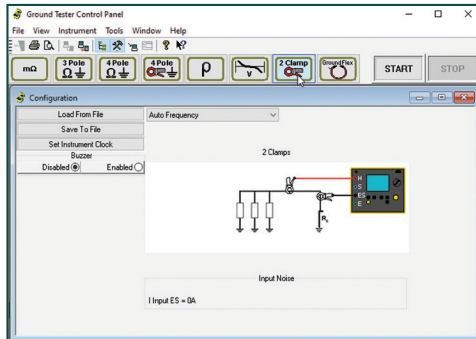 Ground Tester Control Panel
File View Instrument Tools Window Help
mΩ
3 Pole
Ω
4 Pole
Ω
4 Pole
ρ
V
2 Clamp
GroundFlex
START
STOP
Configuration
Load From File
Auto Frequency
Save To File
Set Instrument Clock
Buzzer
Disabled
Enabled
2 Clamps
H
S
ES
E
Input Noise
I Input ES = 0A